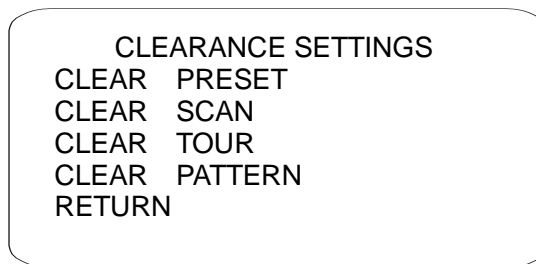 CLEARANCE SETTINGS
CLEAR PRESET
CLEAR SCAN
CLEAR TOUR
CLEAR PATTERN
RETURN